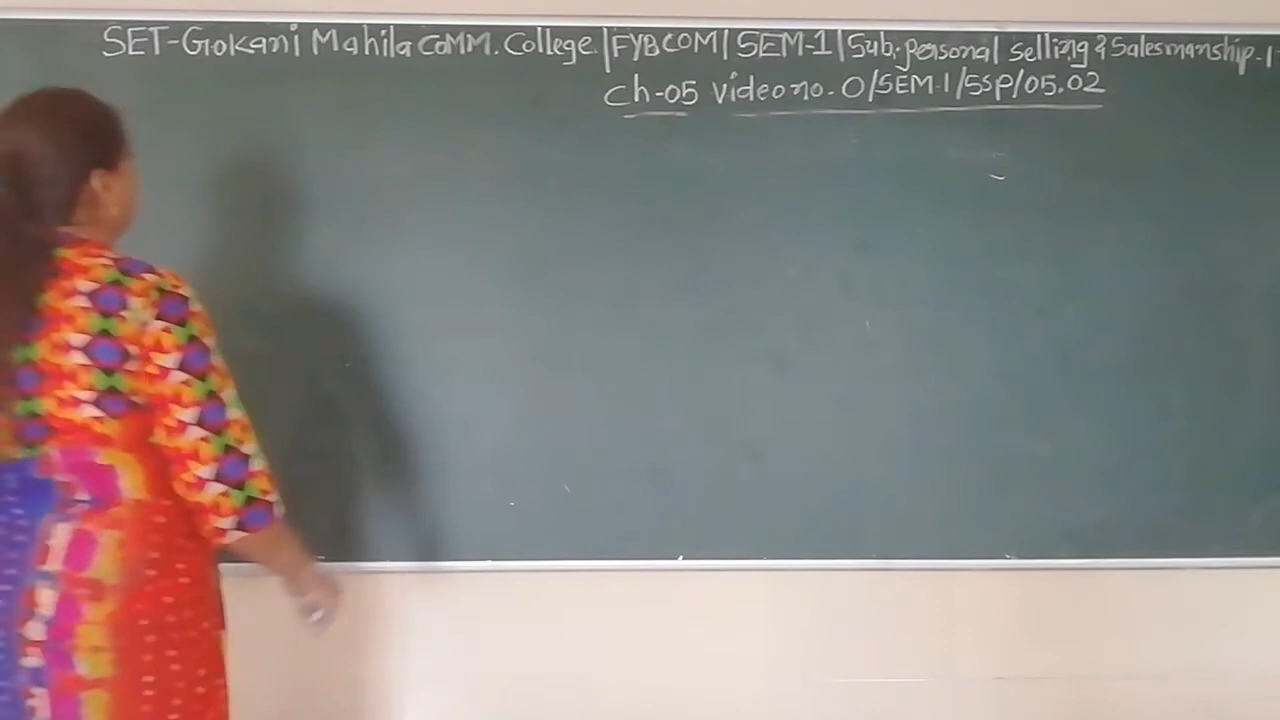 SET-Gokani Mahila COMM. College. |FYBCOM| SEM-1 | Sub. Personal Selling & Salesmanship-1
Ch-05 Video no. O/SEM-1/SSP/05.02